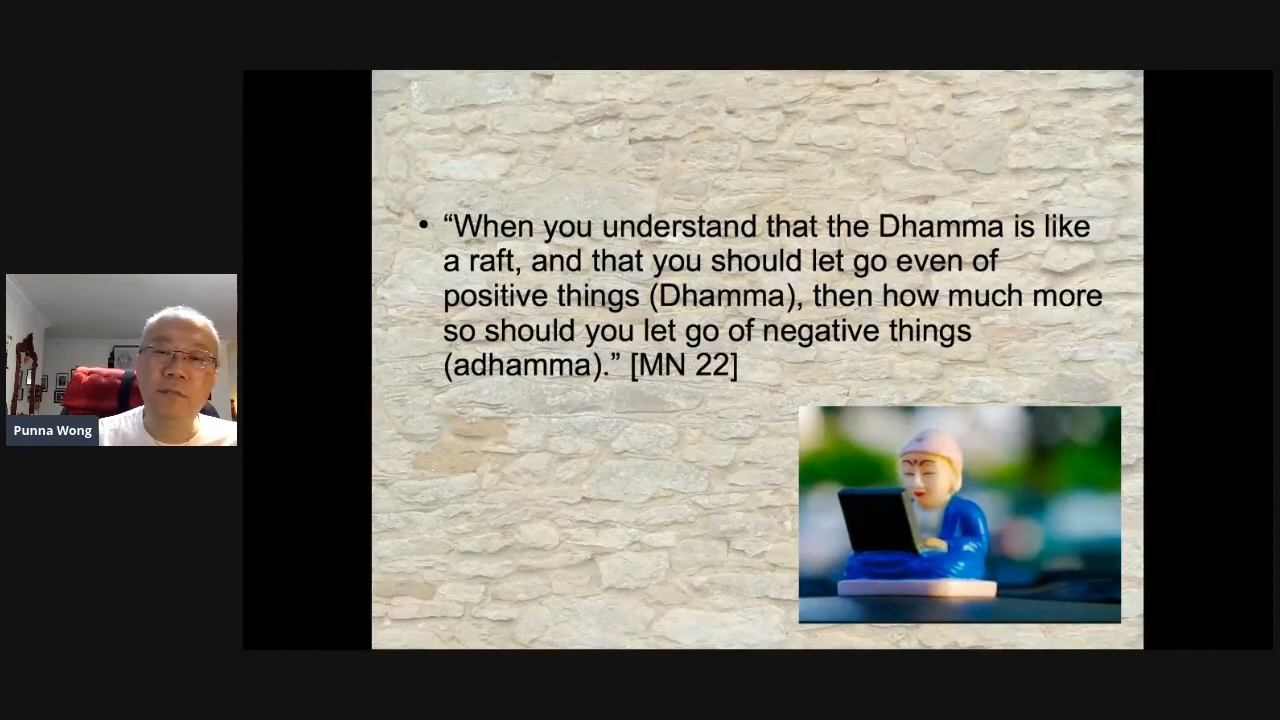 • “When you understand that the Dhamma is like
a raft, and that you should let go even of
positive things (Dhamma), then how much more
so should you let go of negative things
(adhamma).” [MN 22]
Punna Wong